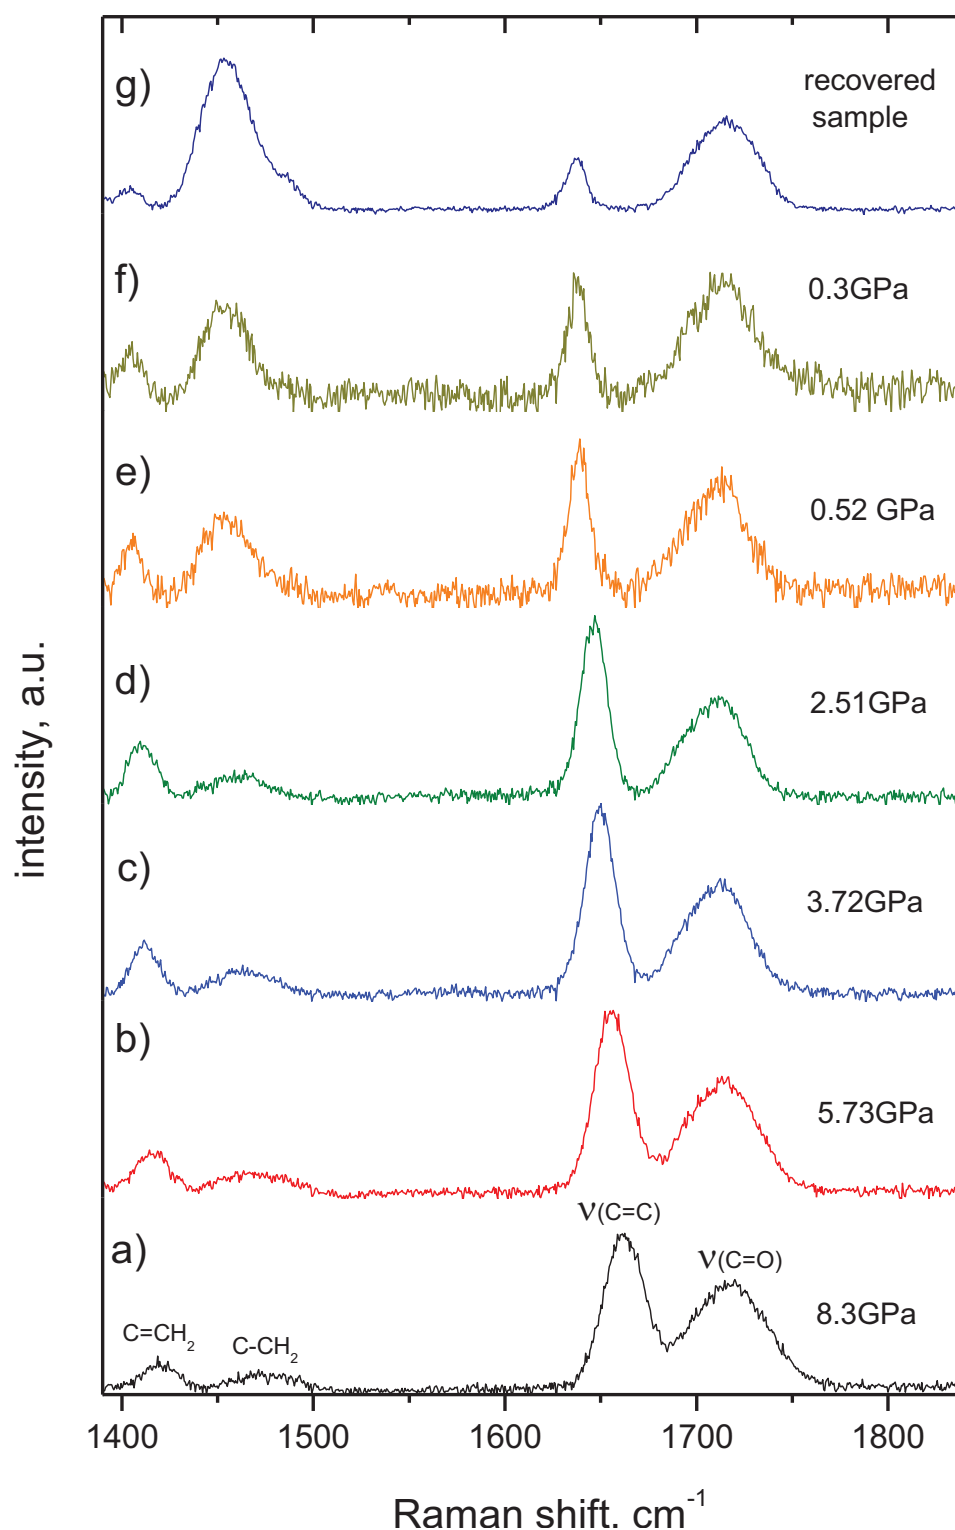 g)
recovered
sample
f)
0.3GPa
e)
0.52 GPa
d)
2.51GPa
c)
3.72GPa
b)
5.73GPa
ν(C=C)
a)
ν(C=O)
8.3GPa
C=CH₂
C-CH₂
intensity, a.u.
1400 1500 1600 1700 1800
Raman shift, cm⁻¹